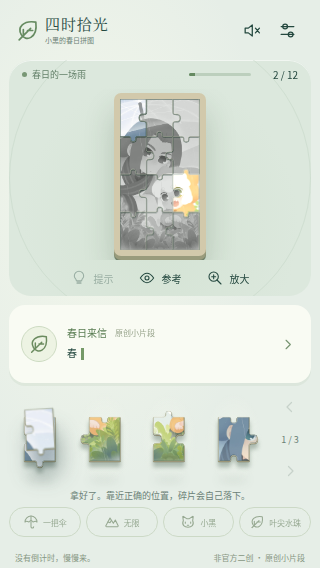 四时拾光
小黑的春日拼图
春日的一场雨
2 / 12
提示
参考
放大
春日来信 原创小片段
春
1 / 3
拿好了。靠近正确的位置，碎片会自己落下。
一把伞
无限
小黑
叶尖水珠
没有倒计时，慢慢来。
非官方二创 · 原创小片段